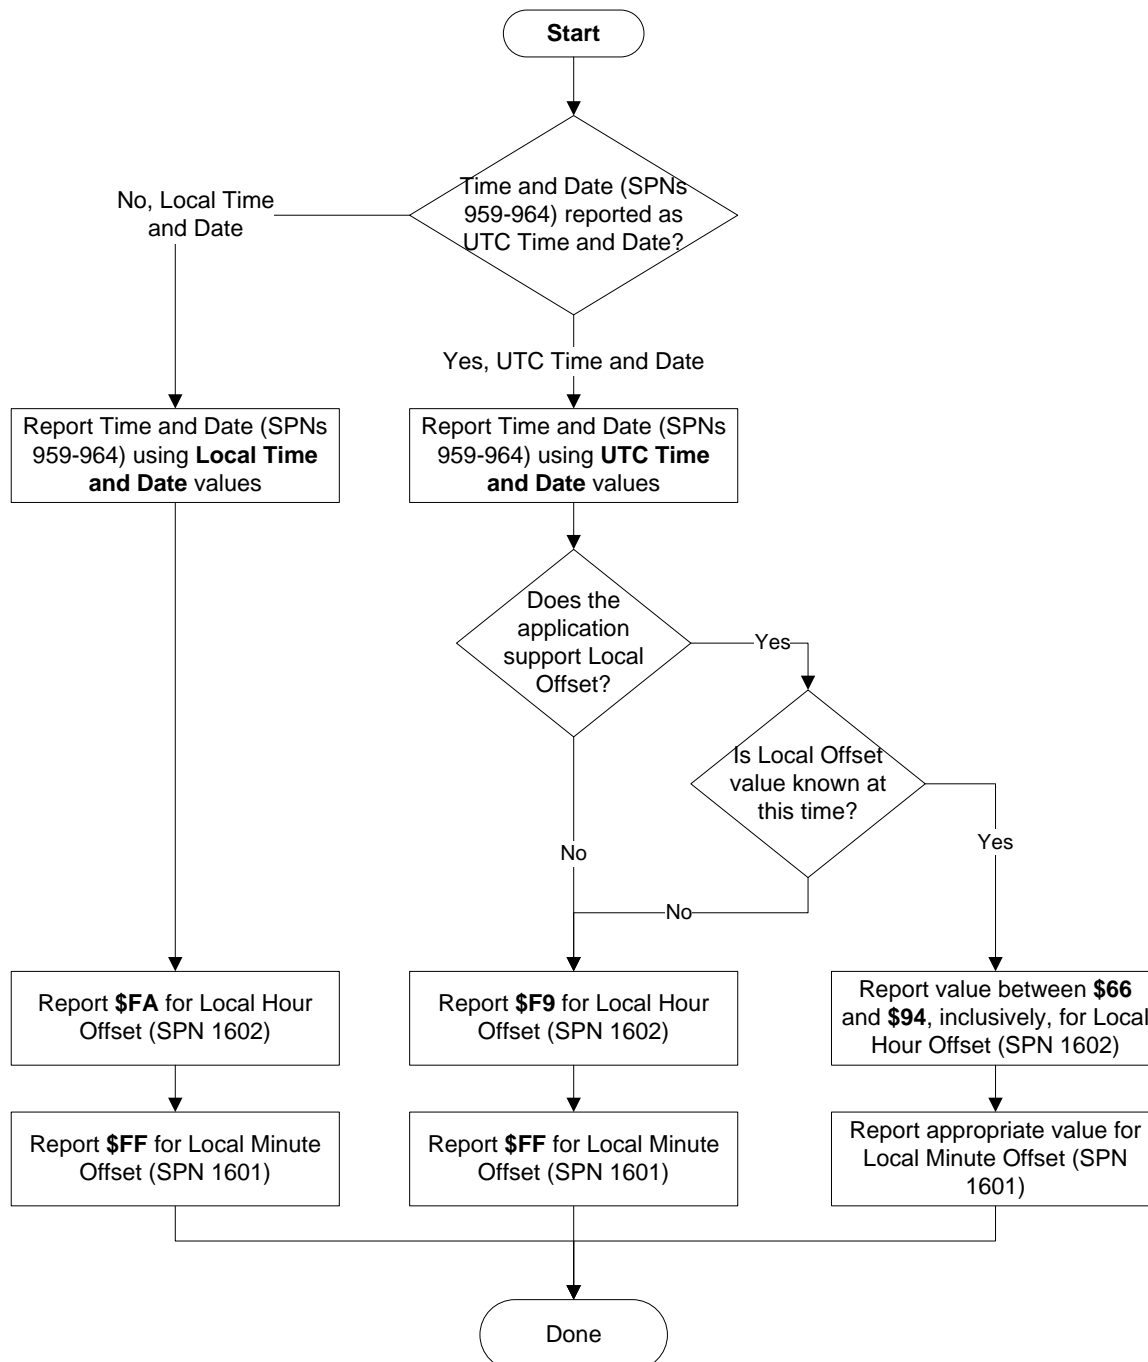 Start
Time and Date (SPNs
959-964) reported as
UTC Time and Date?
No, Local Time
and Date
Yes, UTC Time and Date
Report Time and Date (SPNs
959-964) using Local Time
and Date values
Report Time and Date (SPNs
959-964) using UTC Time
and Date values
Does the
application
support Local
Offset?
Yes
Is Local Offset
value known at
this time?
No
Yes
No
Report $FA for Local Hour
Offset (SPN 1602)
Report $F9 for Local Hour
Offset (SPN 1602)
Report value between $66
and $94, inclusively, for Local
Hour Offset (SPN 1602)
Report $FF for Local Minute
Offset (SPN 1601)
Report $FF for Local Minute
Offset (SPN 1601)
Report appropriate value for
Local Minute Offset (SPN
1601)
Done